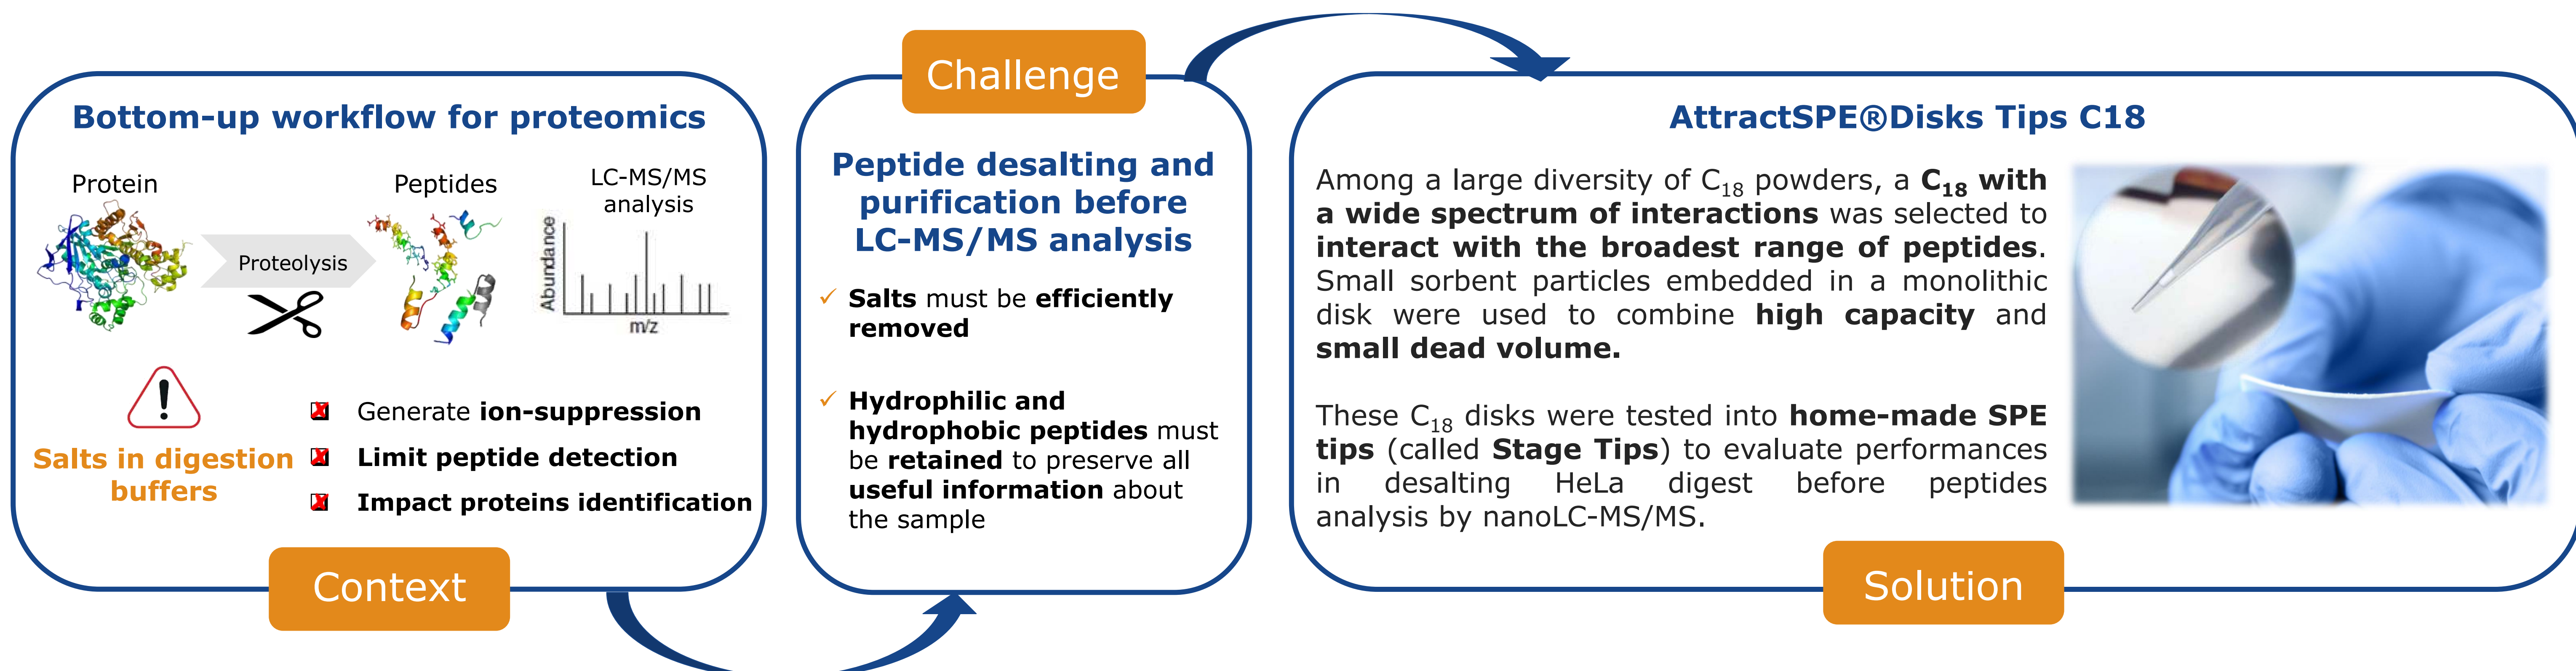 Bottom-up workflow for proteomics
Protein
Proteolysis
Peptides
LC-MS/MS
analysis
Abundance
m/z
Salts in digestion
buffers
Generate ion-suppression
Limit peptide detection
Impact proteins identification
Context
Challenge
Peptide desalting and
purification before
LC-MS/MS analysis
✓ Salts must be efficiently
removed
✓ Hydrophilic and
hydrophobic peptides must
be retained to preserve all
useful information about
the sample
AttractSPE®Disks Tips C18
Among a large diversity of C18 powders, a C18 with
a wide spectrum of interactions was selected to
interact with the broadest range of peptides.
Small sorbent particles embedded in a monolithic
disk were used to combine high capacity and
small dead volume.
These C18 disks were tested into home-made SPE
tips (called Stage Tips) to evaluate performances
in desalting HeLa digest before peptides
analysis by nanoLC-MS/MS.
Solution